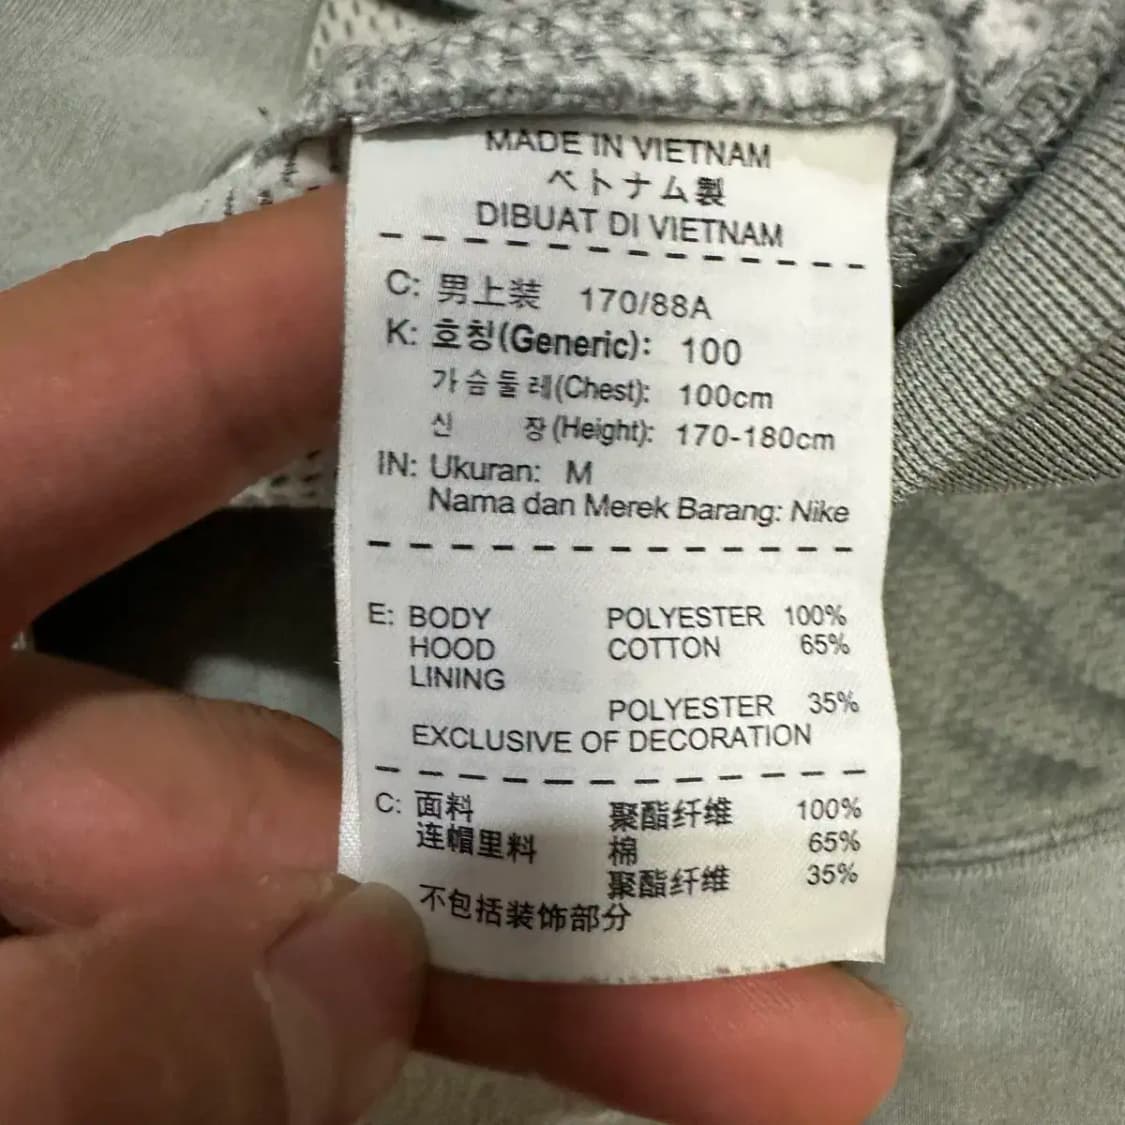 MADE IN VIETNAM
ベトナム製
DIBUAT DI VIETNAM
C: 男上装 170/88A
K: 호칭(Generic): 100
가슴둘레(Chest): 100cm
신 장(Height): 170-180cm
IN: Ukuran: M
Nama dan Merek Barang: Nike
E: BODY POLYESTER 100%
HOOD COTTON 65%
LINING
POLYESTER 35%
EXCLUSIVE OF DECORATION
C: 面料 聚酯纤维 100%
连帽里料 棉 65%
聚酯纤维 35%
不包括装饰部分